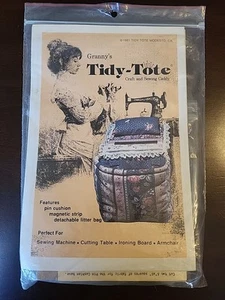 Granny's
Tidy-Tote
Craft and Sewing Caddy
Features
pin cushion
magnetic strip
detachable litter bag
Perfect For
Sewing Machine • Cutting Table • Ironing Board • Armchair